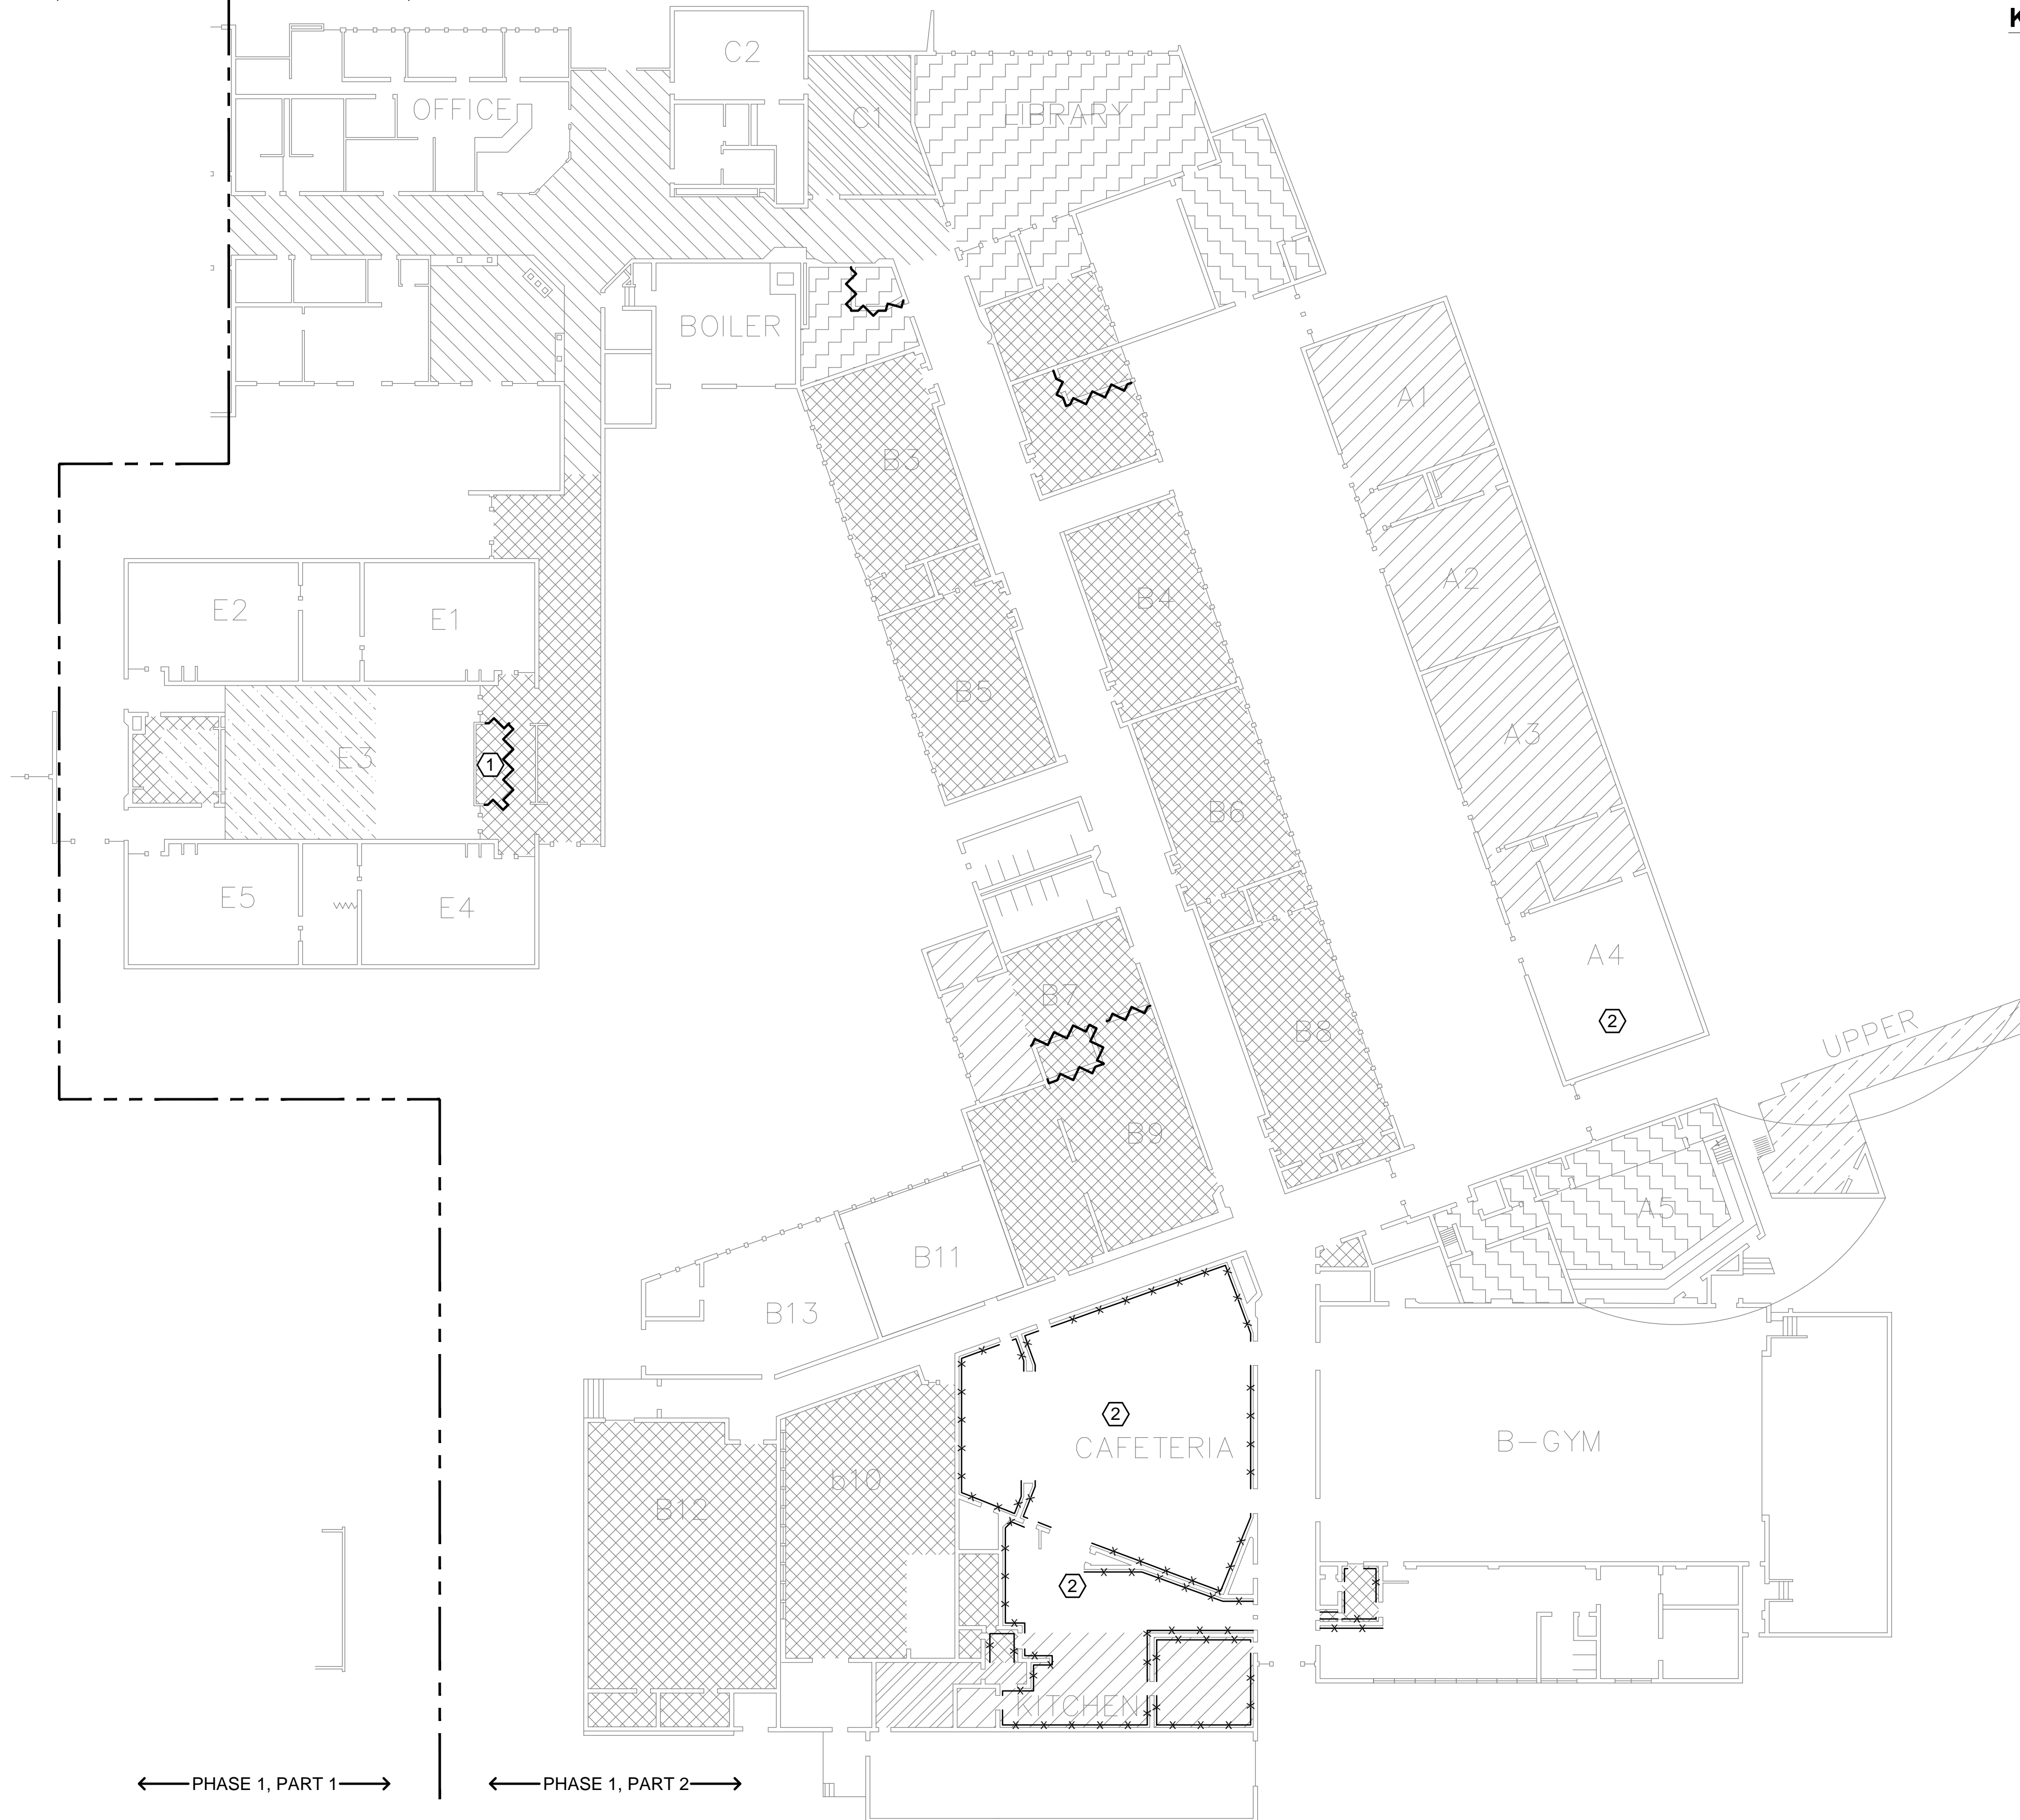 K
C2
OFFICE
C1
LIBRARY
BOILER
A1
B3
A2
B4
E2
E1
B5
A3
E3
1
B6
E5
E4
A4
B7
2
B8
UPPER
B9
A5
B11
B13
2
CAFETERIA
B-GYM
b10
B12
2
KITCHEN
PHASE 1, PART 1
PHASE 1, PART 2